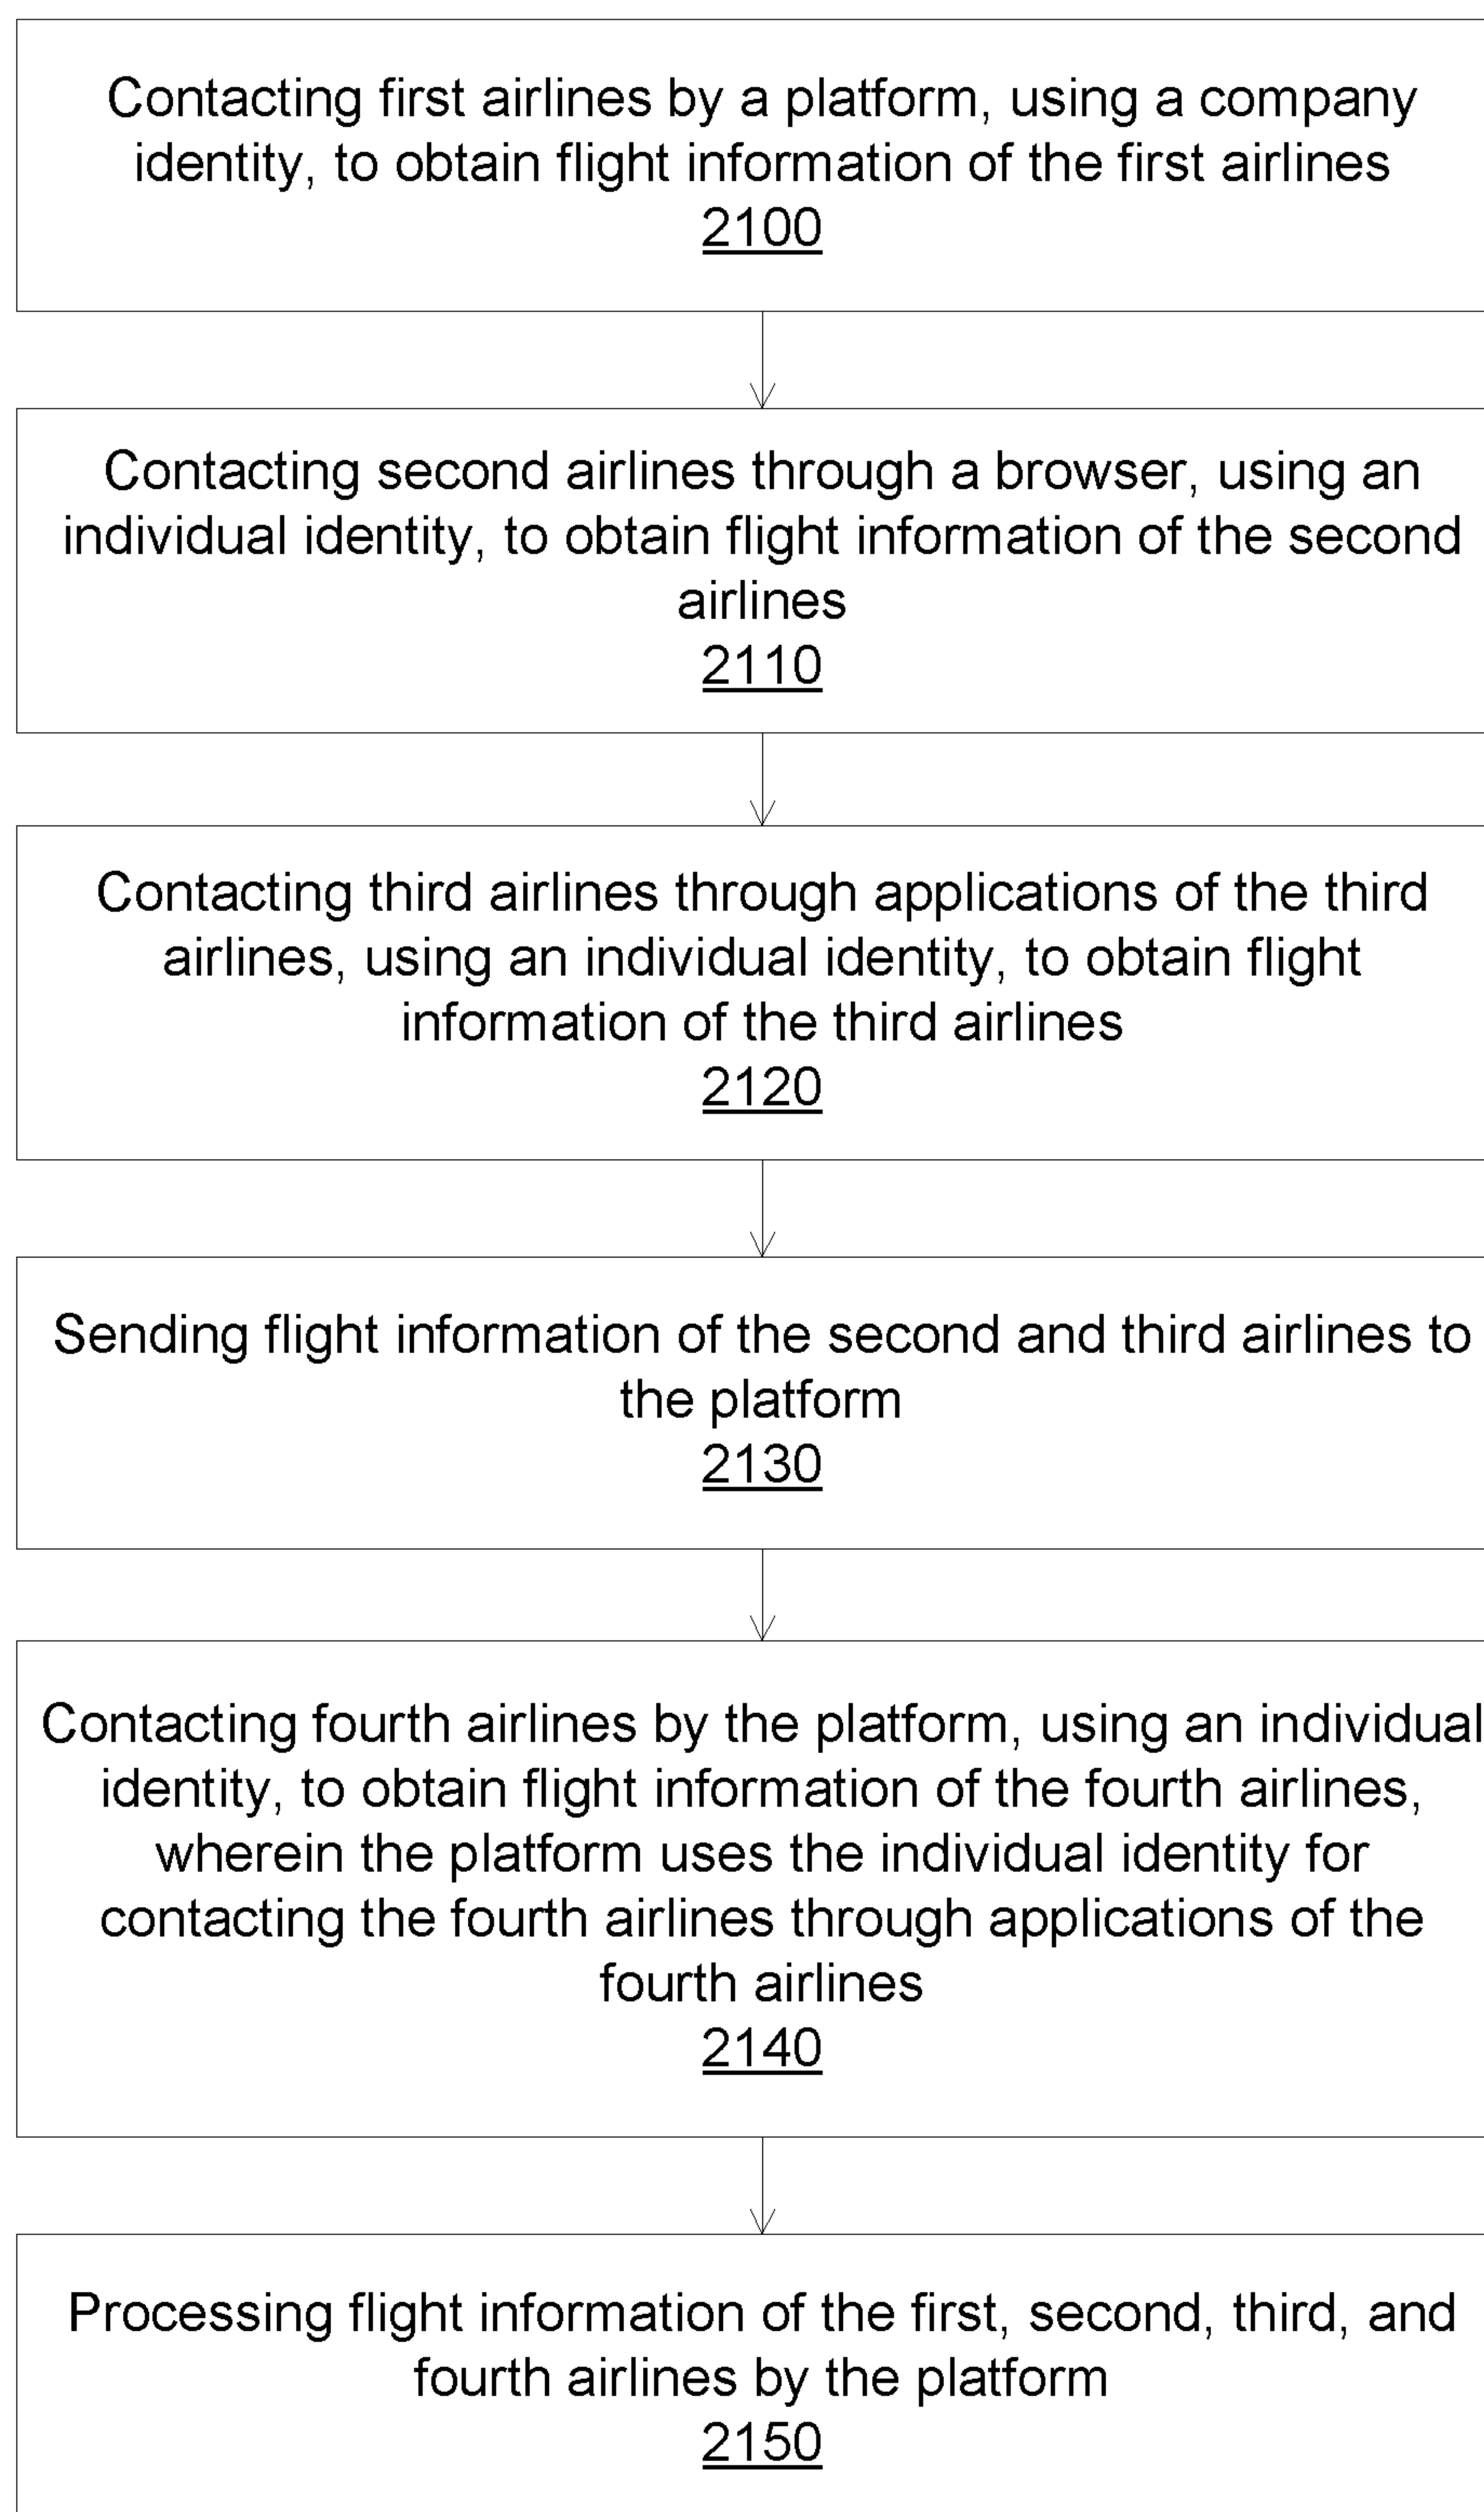 Contacting first airlines by a platform, using a company
identity, to obtain flight information of the first airlines
2100
Contacting second airlines through a browser, using an
individual identity, to obtain flight information of the second
airlines
2110
Contacting third airlines through applications of the third
airlines, using an individual identity, to obtain flight
information of the third airlines
2120
Sending flight information of the second and third airlines to
the platform
2130
Contacting fourth airlines by the platform, using an individual
identity, to obtain flight information of the fourth airlines,
wherein the platform uses the individual identity for
contacting the fourth airlines through applications of the
fourth airlines
2140
Processing flight information of the first, second, third, and
fourth airlines by the platform
2150